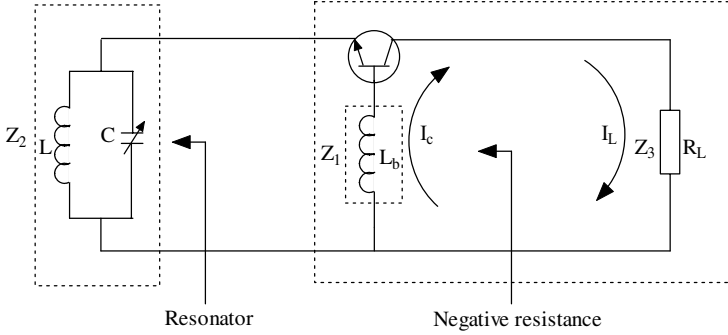 Z2
L
C
Z1
Lb
Ic
IL
Z3
RL
Resonator
Negative resistance